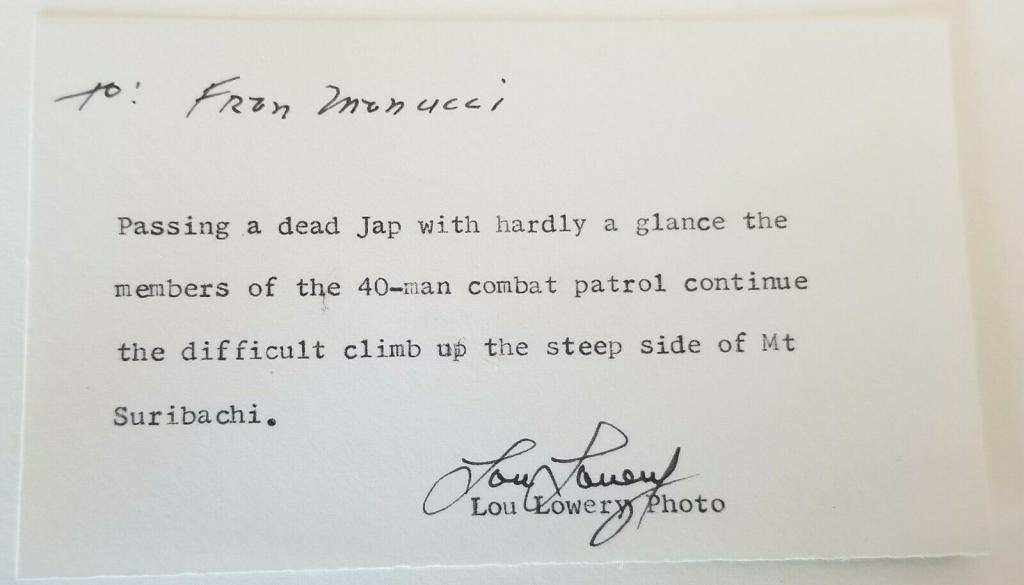 to: Fran Manucci
Passing a dead Jap with hardly a glance the
members of the 40-man combat patrol continue
the difficult climb up the steep side of Mt
Suribachi.
Lou Lowery
Lou Lowery Photo